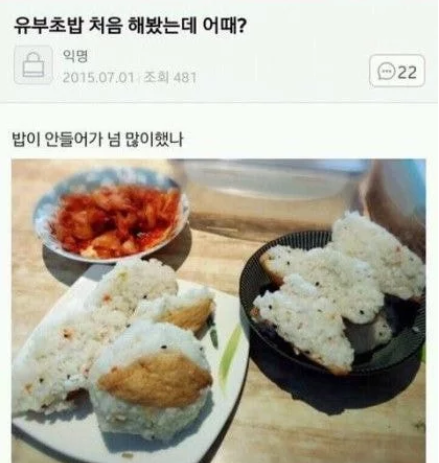 유부초밥 처음 해봤는데 어때?
익명
2015.07.01 조회 481
22
밥이 안들어가 넘 많이했나